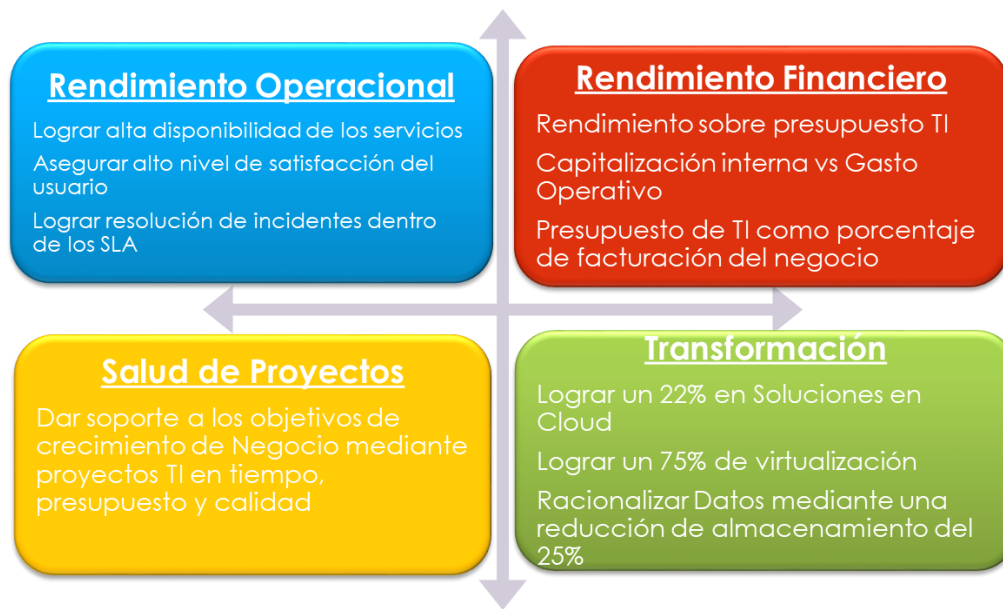 Rendimiento Operacional
Lograr alta disponibilidad de los servicios
Asegurar alto nivel de satisfacción del
usuario
Lograr resolución de incidentes dentro
de los SLA
Rendimiento Financiero
Rendimiento sobre presupuesto TI
Capitalización interna vs Gasto
Operativo
Presupuesto de TI como porcentaje
de facturación del negocio
Salud de Proyectos
Dar soporte a los objetivos de
crecimiento de Negocio mediante
proyectos TI en tiempo,
presupuesto y calidad
Transformación
Lograr un 22% en Soluciones en
Cloud
Lograr un 75% de virtualización
Racionalizar Datos mediante una
reducción de almacenamiento del
25%